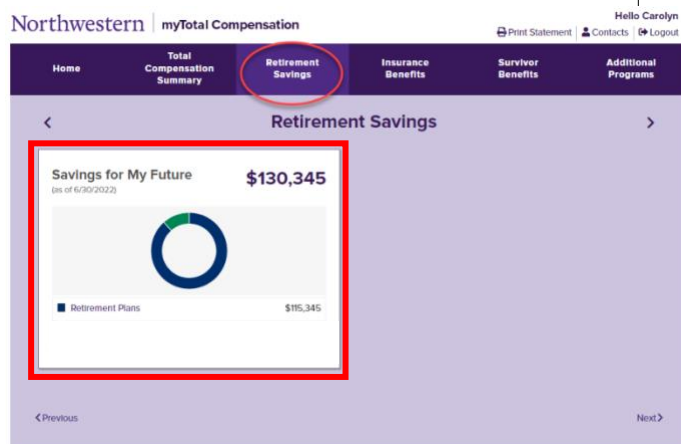 Northwestern | myTotal Compensation
Hello Carolyn
Print Statement | Contacts | Logout
Home
Total
Compensation
Summary
Retirement
Savings
Insurance
Benefits
Survivor
Benefits
Additional
Programs
Retirement Savings
Savings for My Future
(as of 6/30/2022)
$130,345
Retirement Plans $115,345
Previous
Next